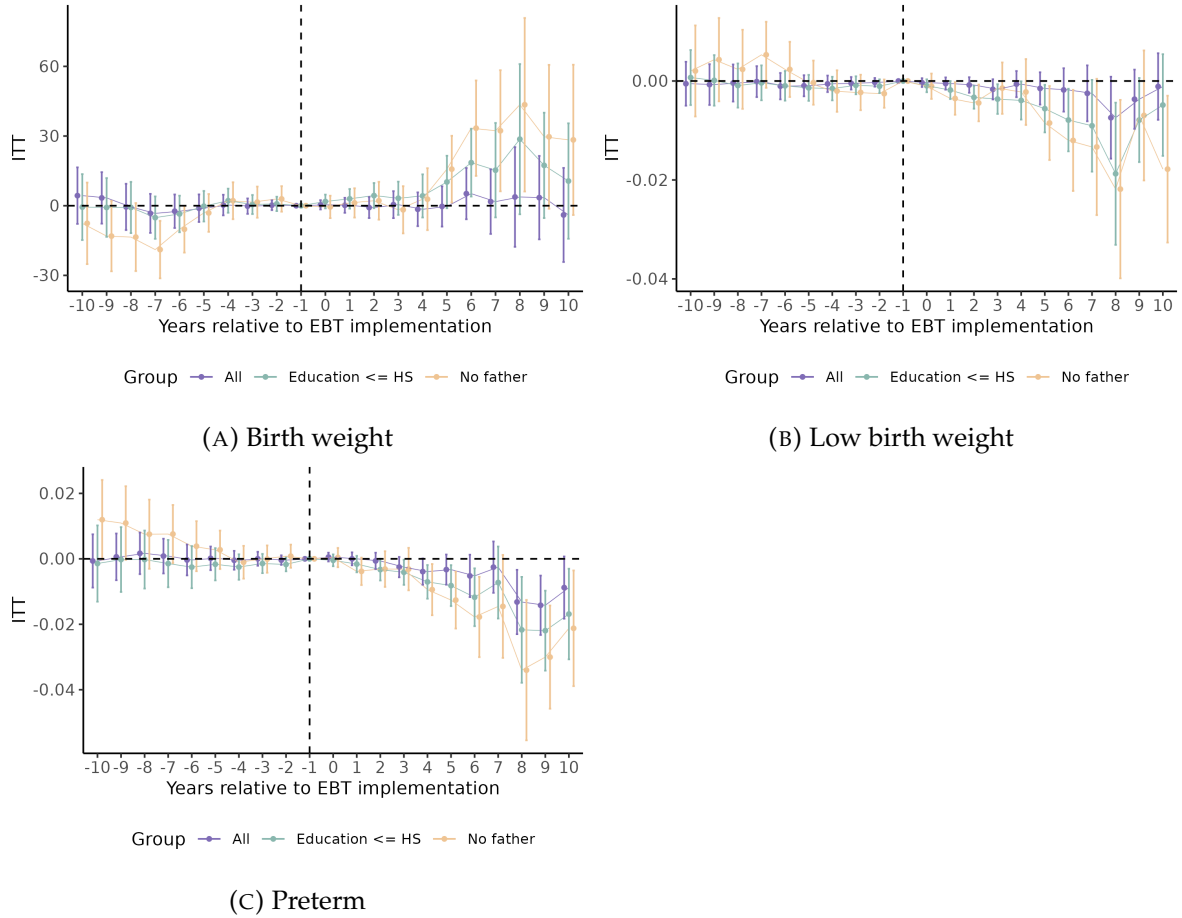 60
30
0
-30
ITT
-10 -9 -8 -7 -6 -5 -4 -3 -2 -1 0 1 2 3 4 5 6 7 8 9 10
Years relative to EBT implementation
Group All Education <= HS No father
(A) Birth weight
0.00
-0.02
-0.04
ITT
-10 -9 -8 -7 -6 -5 -4 -3 -2 -1 0 1 2 3 4 5 6 7 8 9 10
Years relative to EBT implementation
Group All Education <= HS No father
(B) Low birth weight
0.02
0.00
-0.02
-0.04
ITT
-10 -9 -8 -7 -6 -5 -4 -3 -2 -1 0 1 2 3 4 5 6 7 8 9 10
Years relative to EBT implementation
Group All Education <= HS No father
(C) Preterm